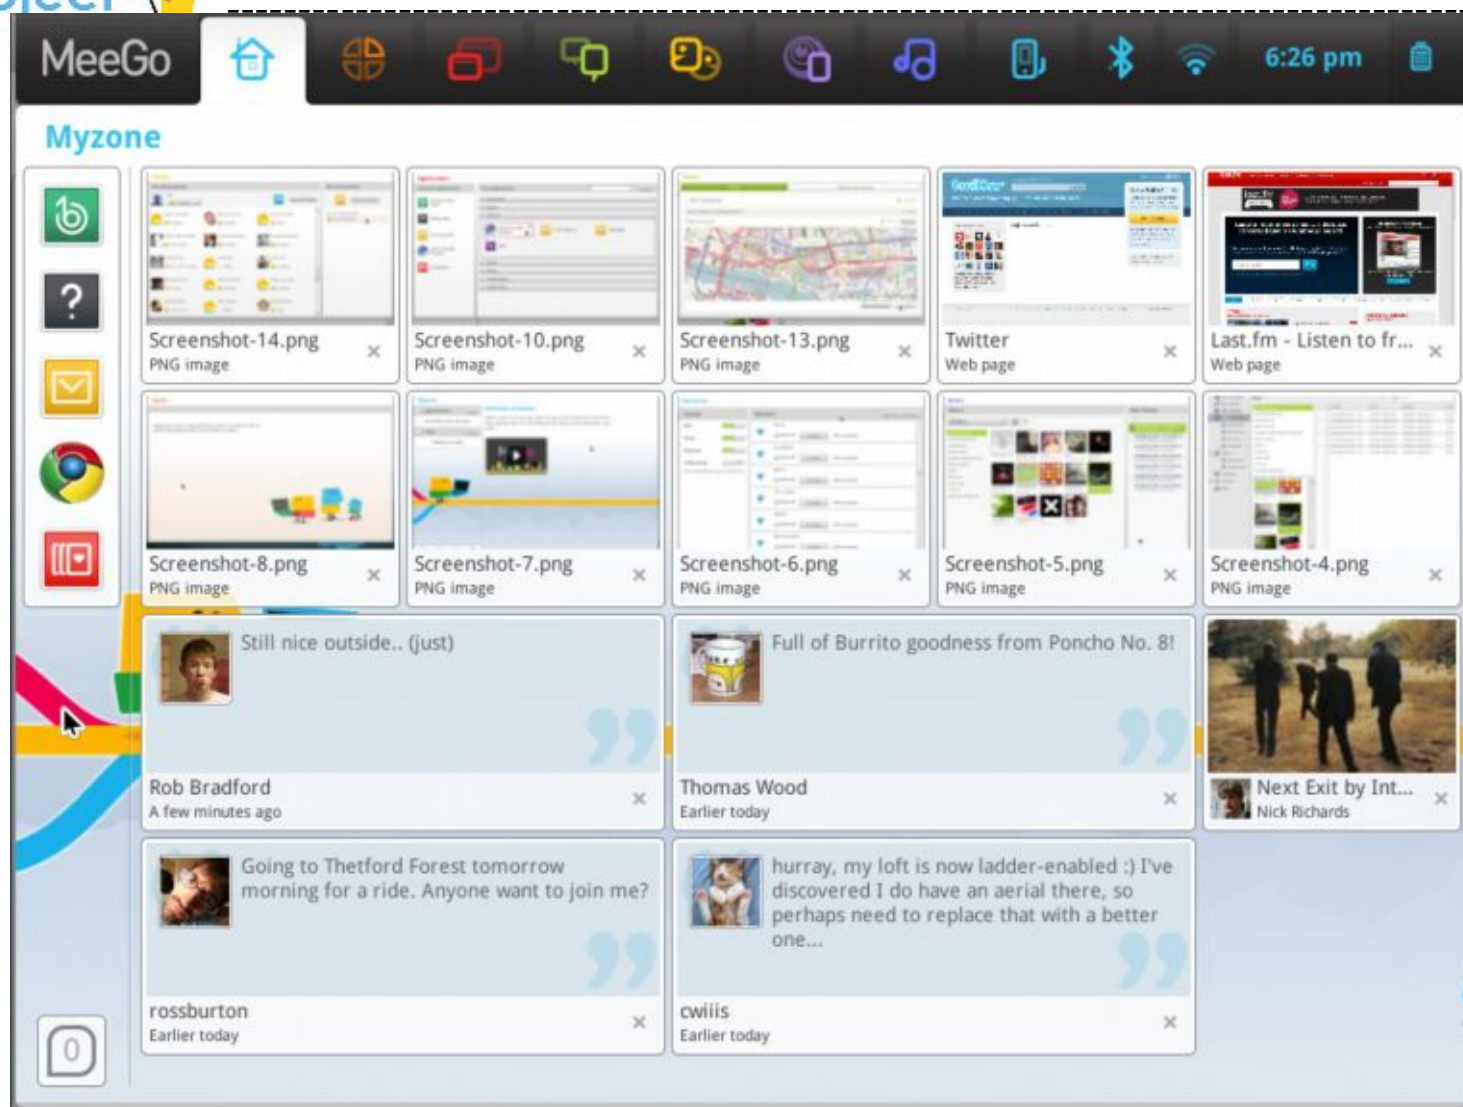 MeeGo
6:26 pm
Myzone
Screenshot-14.png
PNG image
Screenshot-10.png
PNG image
Screenshot-13.png
PNG image
Twitter
Web page
Last.fm - Listen to fr...
Web page
Screenshot-8.png
PNG image
Screenshot-7.png
PNG image
Screenshot-6.png
PNG image
Screenshot-5.png
PNG image
Screenshot-4.png
PNG image
Still nice outside.. (just)
Rob Bradford
A few minutes ago
Full of Burrito goodness from Poncho No. 8!
Thomas Wood
Earlier today
Next Exit by Int...
Nick Richards
Going to Thetford Forest tomorrow
morning for a ride. Anyone want to join me?
rossburton
Earlier today
hurray, my loft is now ladder-enabled :) I've
discovered I do have an aerial there, so
perhaps need to replace that with a better
one...
cwiiis
Earlier today
0